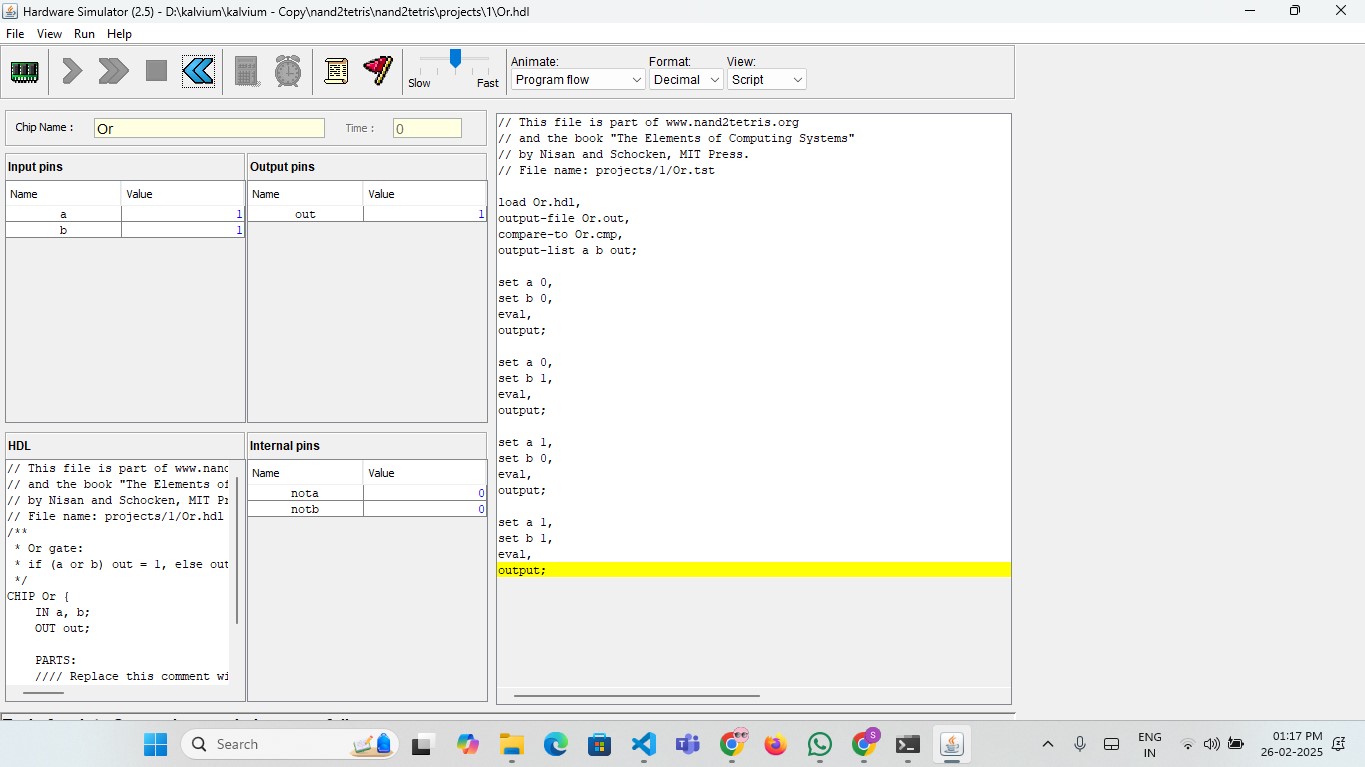 Hardware Simulator (2.5) - D:\kalvium\kalvium - Copy\nand2tetris\nand2tetris\projects\1\Or.hdl
File View Run Help
Animate: Format: View:
Slow Fast Program flow Decimal Script
Chip Name : Or Time : 0
Input pins
Name Value
a 1
b 1
Output pins
Name Value
out 1
HDL
// This file is part of www.nand
// and the book "The Elements of
// by Nisan and Schocken, MIT Pr
// File name: projects/1/Or.hdl
/**
* Or gate:
* if (a or b) out = 1, else out
*/
CHIP Or {
IN a, b;
OUT out;
PARTS:
//// Replace this comment wi
Internal pins
Name Value
nota 0
notb 0
// This file is part of www.nand2tetris.org
// and the book "The Elements of Computing Systems"
// by Nisan and Schocken, MIT Press.
// File name: projects/1/Or.tst
load Or.hdl,
output-file Or.out,
compare-to Or.cmp,
output-list a b out;
set a 0,
set b 0,
eval,
output;
set a 0,
set b 1,
eval,
output;
set a 1,
set b 0,
eval,
output;
set a 1,
set b 1,
eval,
output;
Search
ENG
IN
01:17 PM
26-02-2025